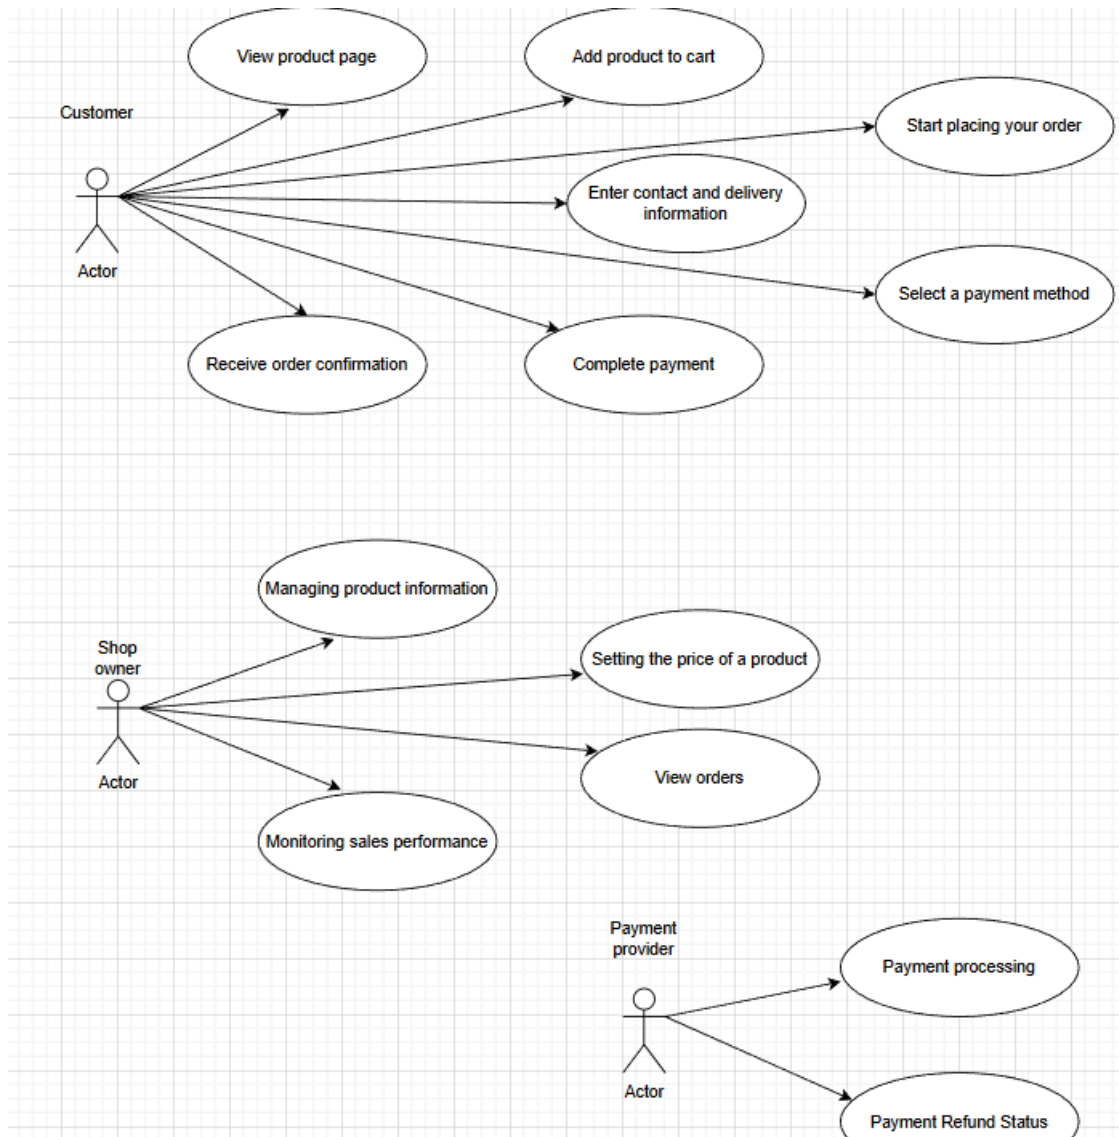 View product page
Add product to cart
Customer
Start placing your order
Enter contact and delivery
information
Actor
Select a payment method
Receive order confirmation
Complete payment
Managing product information
Shop
owner
Setting the price of a product
Actor
View orders
Monitoring sales performance
Payment
provider
Payment processing
Actor
Payment Refund Status